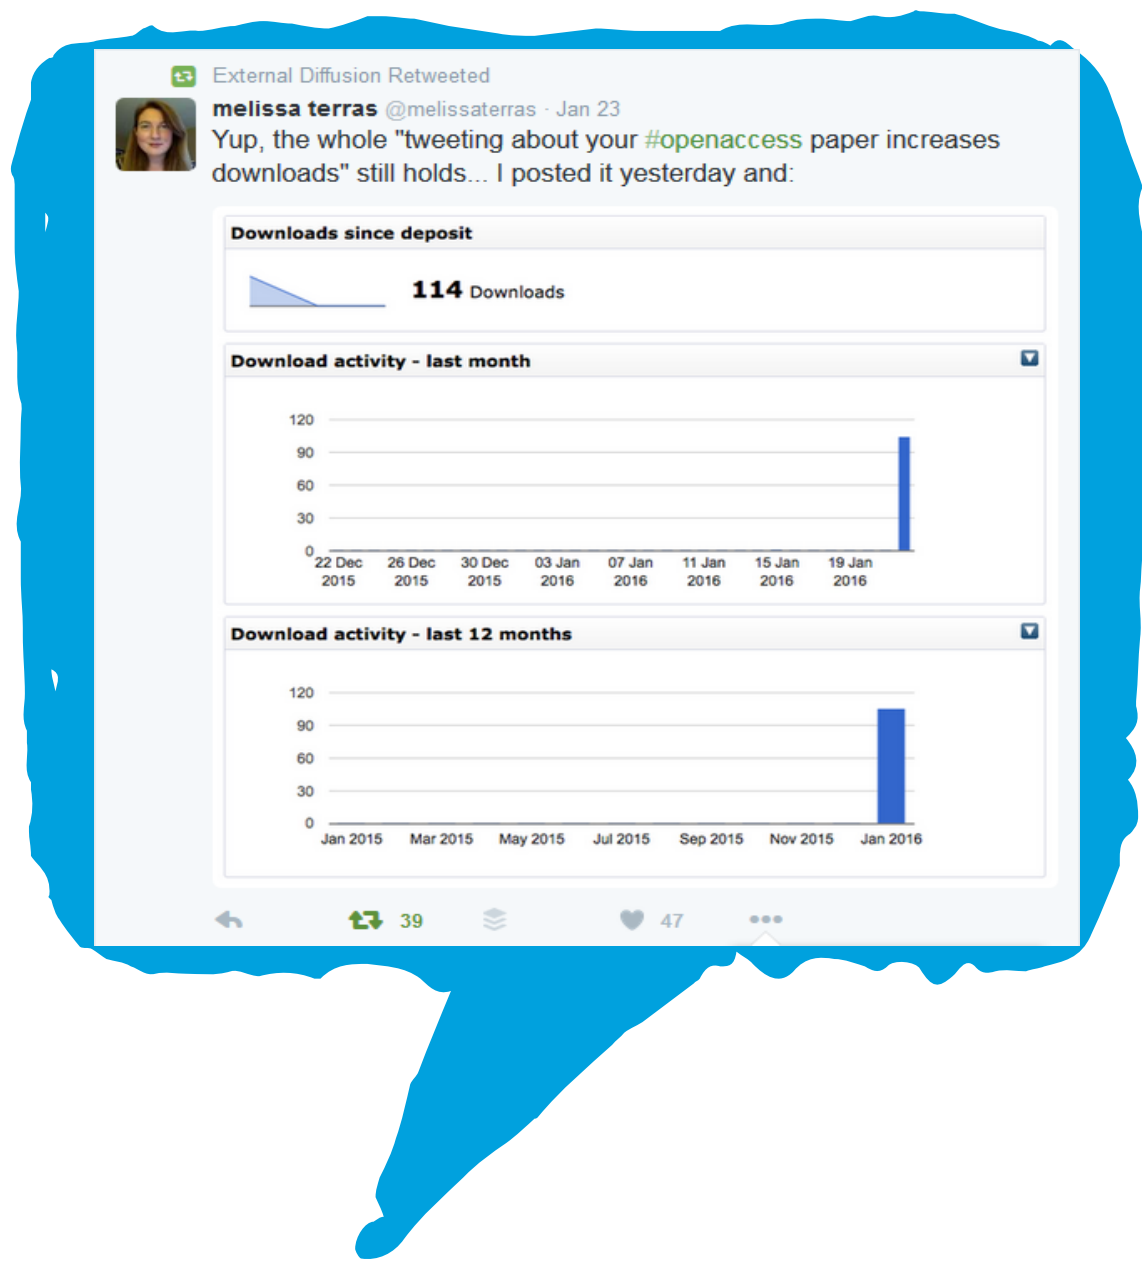 External Diffusion Retweeted
melissa terras @melissaterras · Jan 23
Yup, the whole "tweeting about your #openaccess paper increases
downloads" still holds... I posted it yesterday and:
Downloads since deposit
114 Downloads
Download activity - last month
120
90
60
30
0
22 Dec 26 Dec 30 Dec 03 Jan 07 Jan 11 Jan 15 Jan 19 Jan
2015 2015 2015 2016 2016 2016 2016 2016
Download activity - last 12 months
120
90
60
30
0
Jan 2015 Mar 2015 May 2015 Jul 2015 Sep 2015 Nov 2015 Jan 2016
39 47